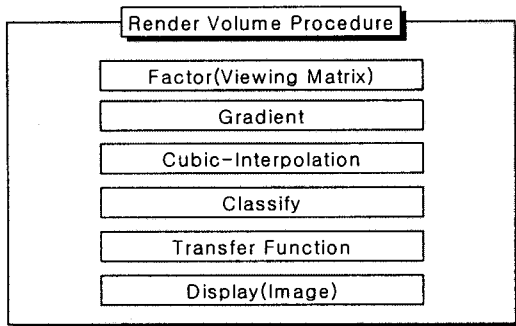 Render Volume Procedure
Factor(Viewing Matrix)
Gradient
Cubic-Interpolation
Classify
Transfer Function
Display(Image)